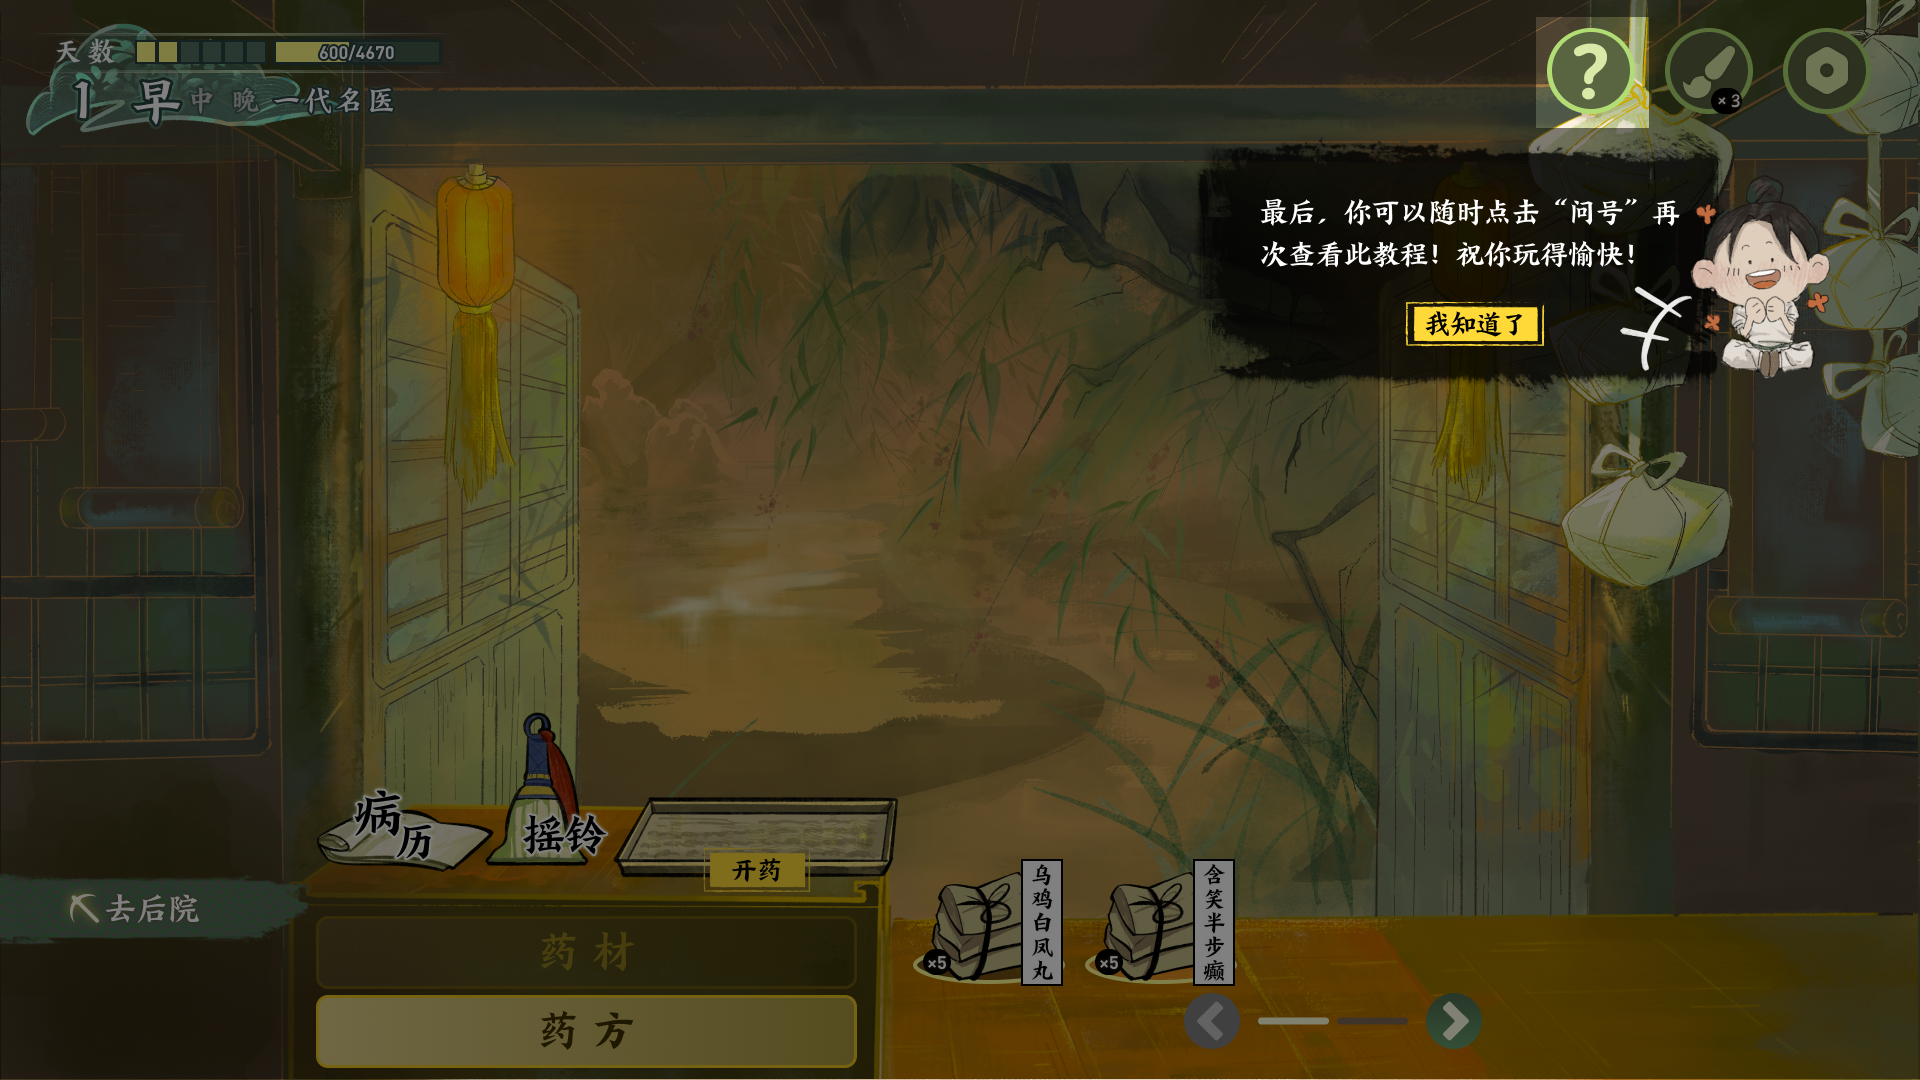 天数
600/4670
1 早 中 晚 一代名医
?
×3
最后，你可以随时点击“问号”再
次查看此教程！祝你玩得愉快！
我知道了
病历
摇铃
开药
去后院
药材
药方
×5
乌鸡白凤丸
×5
含笑半步癫